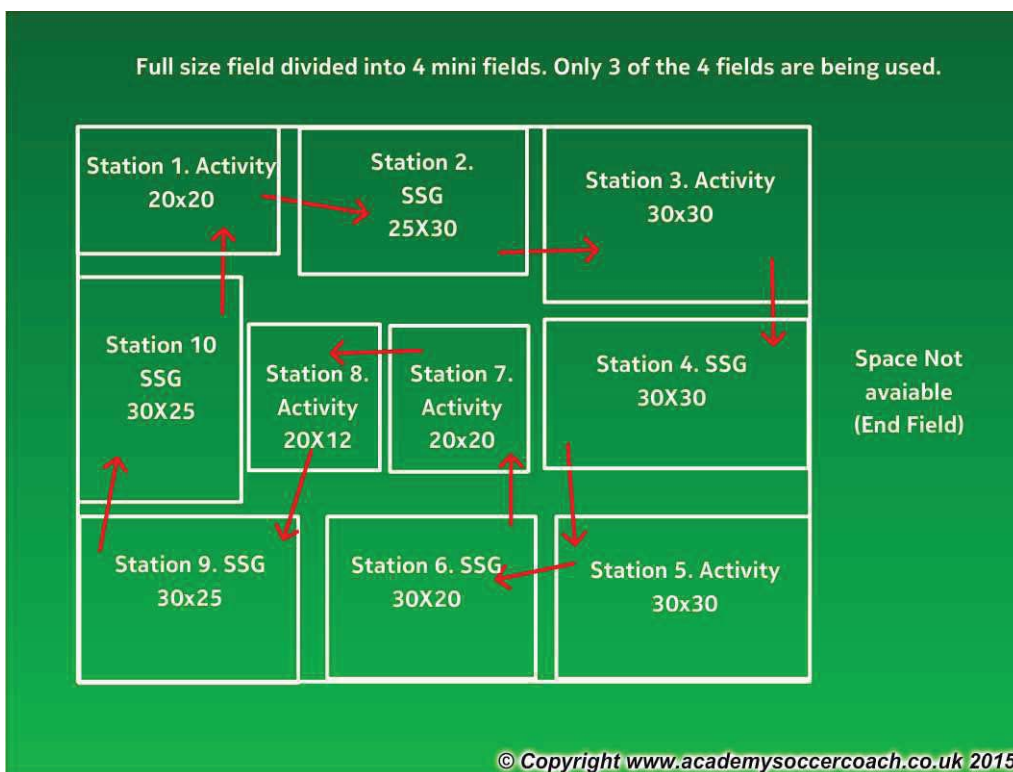 Full size field divided into 4 mini fields. Only 3 of the 4 fields are being used.
Station 1. Activity
20x20
Station 2.
SSG
25X30
Station 3. Activity
30x30
Station 10
SSG
30X25
Station 8.
Activity
20X12
Station 7.
Activity
20x20
Station 4. SSG
30X30
Space Not
avaiable
(End Field)
Station 9. SSG
30x25
Station 6. SSG
30X20
Station 5. Activity
30x30
© Copyright www.academysoccercoach.co.uk 2015